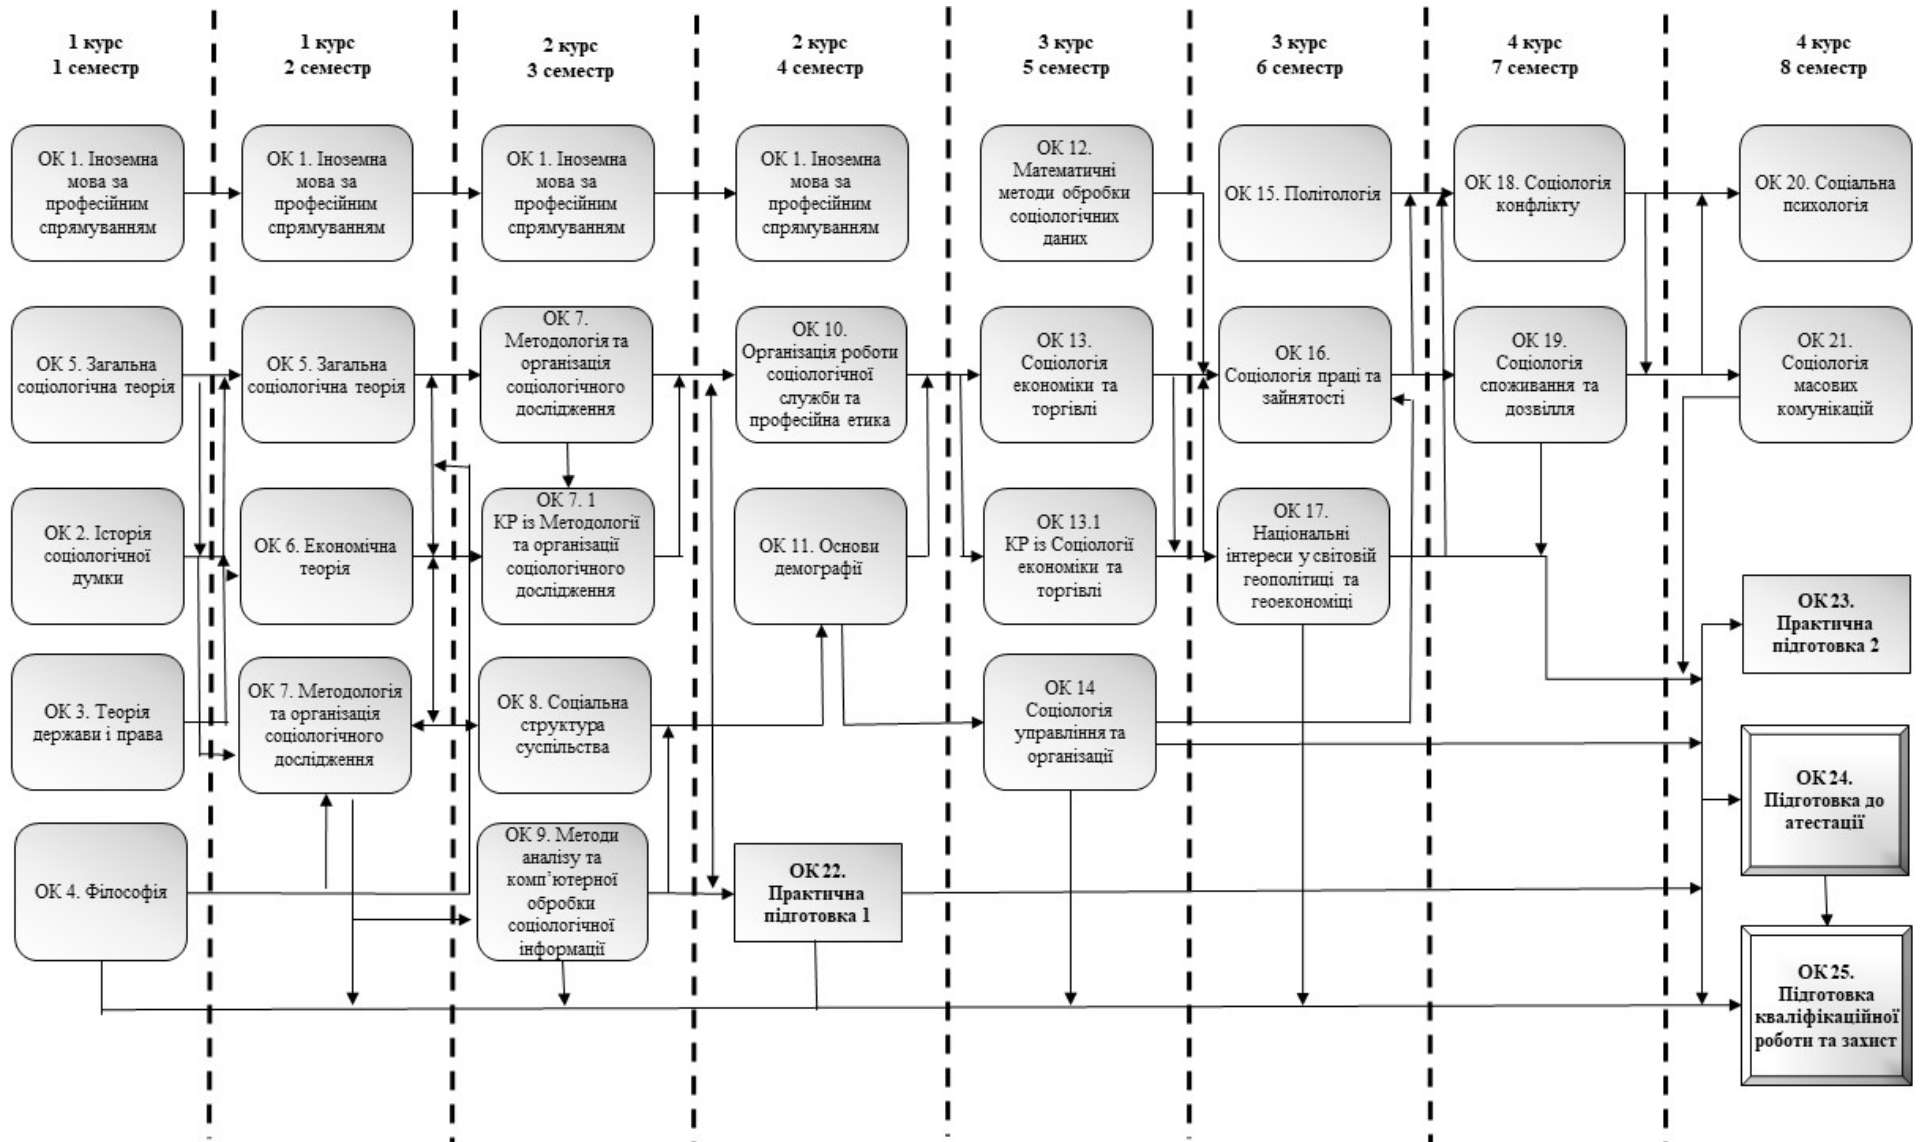 1 курс
1 семестр
1 курс
2 семестр
2 курс
3 семестр
2 курс
4 семестр
3 курс
5 семестр
3 курс
6 семестр
4 курс
7 семестр
4 курс
8 семестр
ОК 1. Іноземна
мова за
професійним
спрямуванням
ОК 5. Загальна
соціологічна теорія
ОК 2. Історія
соціологічної
думки
ОК 3. Теорія
держави і права
ОК 4. Філософія
ОК 1. Іноземна
мова за
професійним
спрямуванням
ОК 5. Загальна
соціологічна теорія
ОК 6. Економічна
теорія
ОК 7. Методологія
та організація
соціологічного
дослідження
ОК 1. Іноземна
мова за
професійним
спрямуванням
ОК 7.
Методологія та
організація
соціологічного
дослідження
ОК 7. 1
КР із Методології
та організації
соціологічного
дослідження
ОК 8. Соціальна
структура
суспільства
ОК 9. Методи
аналізу та
комп’ютерної
обробки
соціологічної
інформації
ОК 1. Іноземна
мова за
професійним
спрямуванням
ОК 10.
Організація роботи
соціологічної
служби та
професійна етика
ОК 11. Основи
демографії
ОК 22.
Практична
підготовка 1
ОК 12.
Математичні
методи обробки
соціологічних
даних
ОК 13.
Соціологія
економіки та
торгівлі
ОК 13.1
КР із Соціології
економіки та
торгівлі
ОК 14
Соціологія
управління та
організації
ОК 15. Політологія
ОК 16.
Соціологія праці та
зайнятості
ОК 17.
Національні
інтереси у світовій
геополітиці та
геоекономіці
ОК 18. Соціологія
конфлікту
ОК 19.
Соціологія
споживання та
дозвілля
ОК 20. Соціальна
психологія
ОК 21.
Соціологія
масових
комунікацій
ОК 23.
Практична
підготовка 2
ОК 24.
Підготовка до
атестації
ОК 25.
Підготовка
кваліфікаційної
роботи та захист